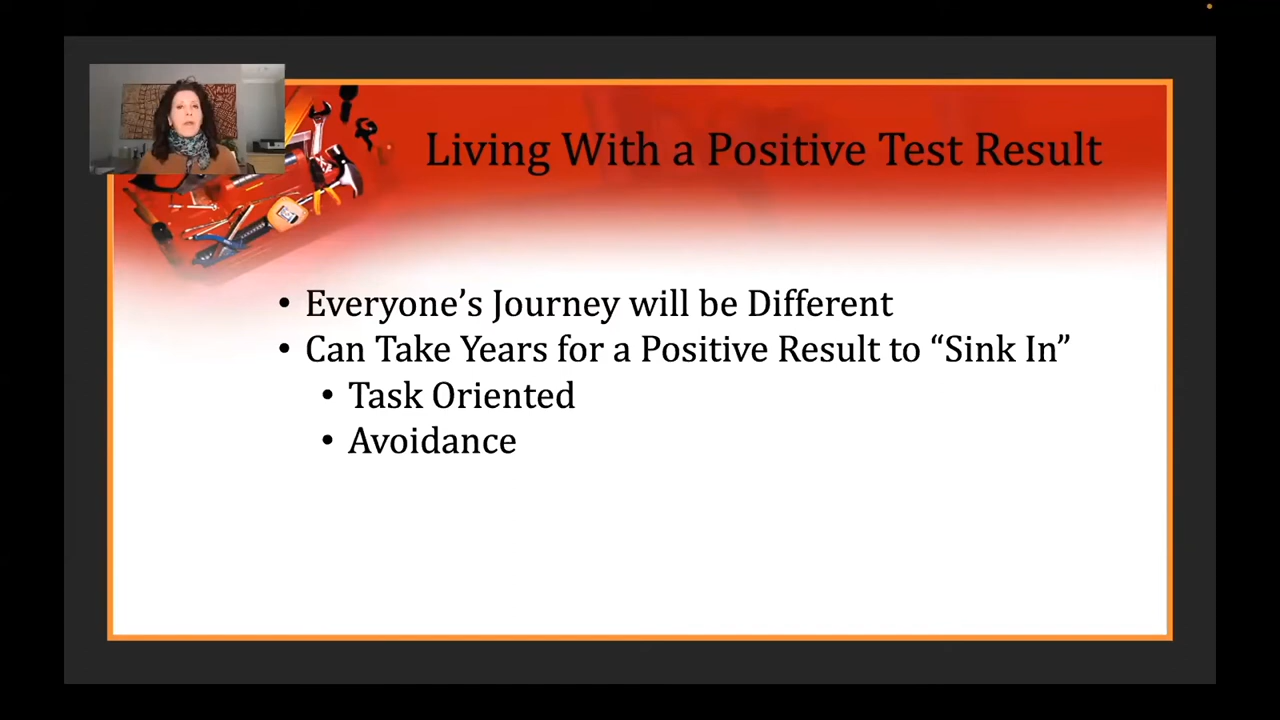 Living With a Positive Test Result
• Everyone’s Journey will be Different
• Can Take Years for a Positive Result to “Sink In”
• Task Oriented
• Avoidance